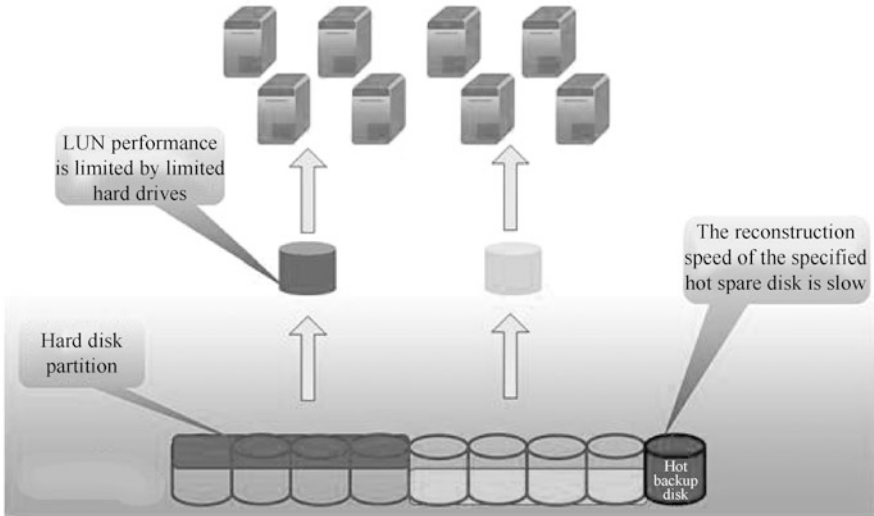 LUN performance
is limited by limited
hard drives
The reconstruction
speed of the specified
hot spare disk is slow
Hard disk
partition
Hot
backup
disk